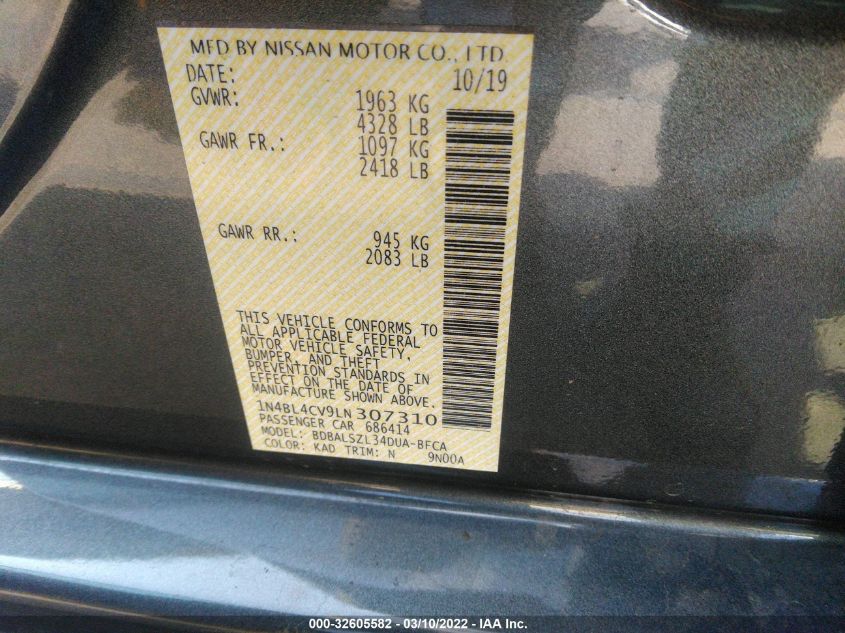 MFD BY NISSAN MOTOR CO., LTD.
DATE: 10/19
GVWR: 1963 KG
4328 LB
GAWR FR.: 1097 KG
2418 LB
GAWR RR.: 945 KG
2083 LB
THIS VEHICLE CONFORMS TO
ALL APPLICABLE FEDERAL
MOTOR VEHICLE SAFETY,
BUMPER, AND THEFT
PREVENTION STANDARDS IN
EFFECT ON THE DATE OF
MANUFACTURE SHOWN ABOVE.
1N4BL4CV9LN307310
PASSENGER CAR 686414
MODEL: BDBALSZL34DUA-BFCA
COLOR: KAD TRIM: N 9N00A
000-32605582 - 03/10/2022 - IAA Inc.